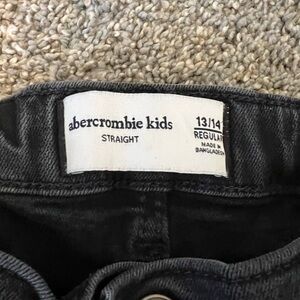 abercrombie kids
STRAIGHT
13/14
REGULAR
MADE IN
BANGLADESH